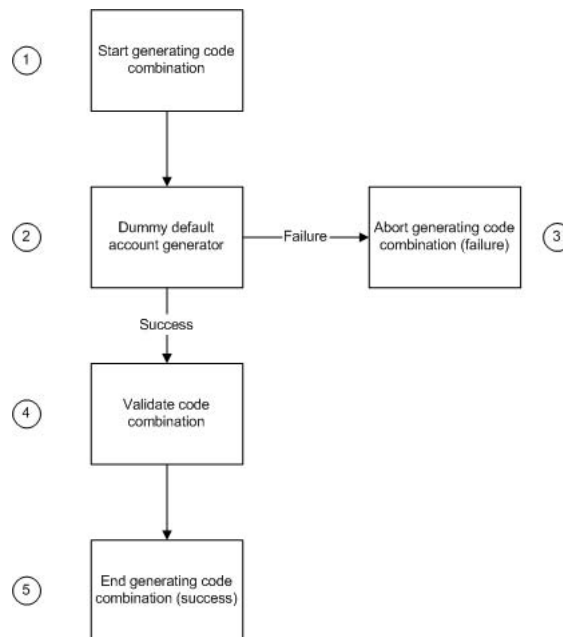 1
Start generating code
combination
2
Dummy default
account generator
Failure
Abort generating code
combination (failure)
3
Success
4
Validate code
combination
5
End generating code
combination (success)